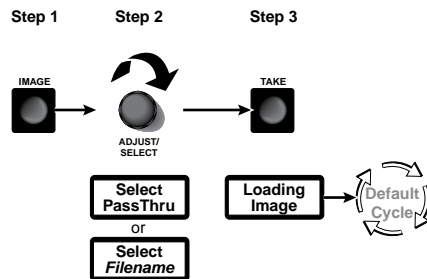 Step 1 Step 2 Step 3
IMAGE
TAKE
ADJUST/
SELECT
Select
PassThru
or
Select
Filename
Loading
Image
Default
Cycle